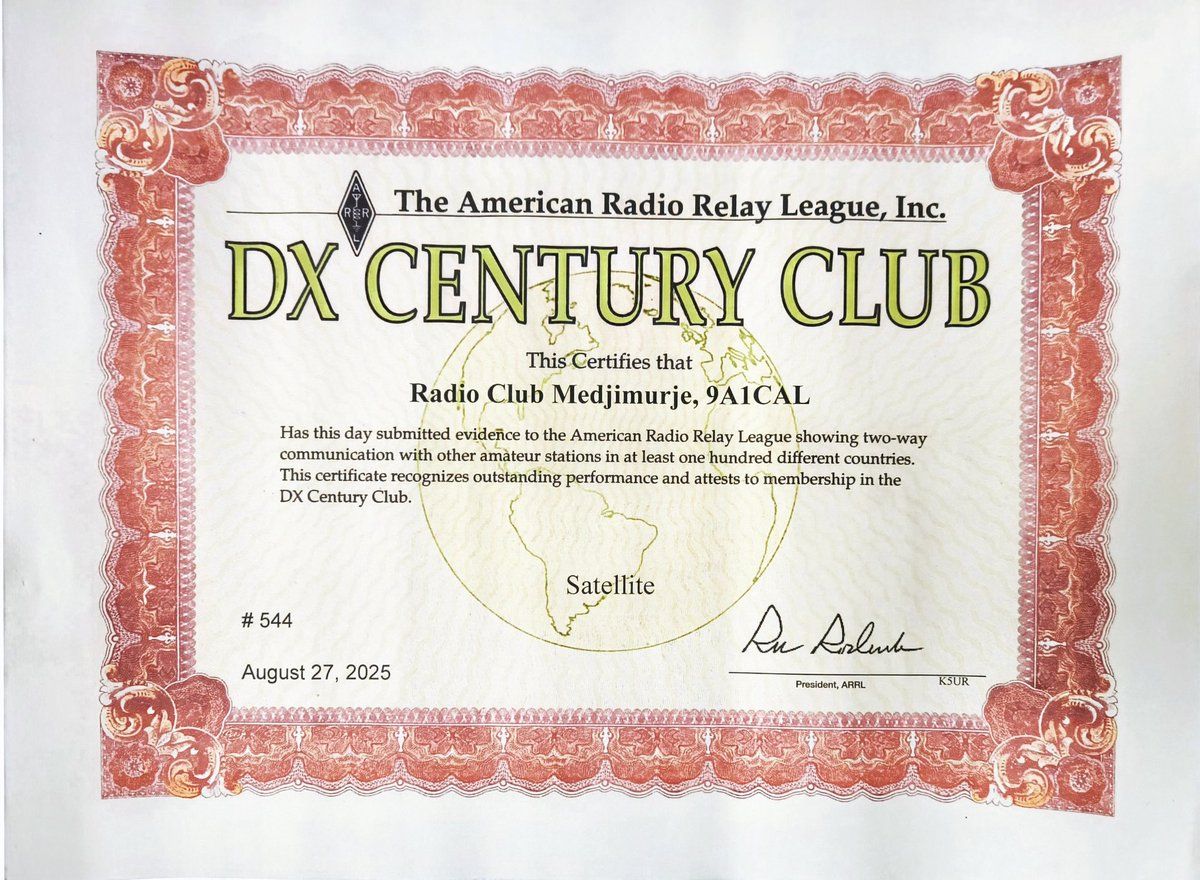 ARRL
The American Radio Relay League, Inc.
DX CENTURY CLUB
This Certifies that
Radio Club Medjimurje, 9A1CAL
Has this day submitted evidence to the American Radio Relay League showing two-way
communication with other amateur stations in at least one hundred different countries.
This certificate recognizes outstanding performance and attests to membership in the
DX Century Club.
Satellite
# 544
August 27, 2025
President, ARRL
K5UR